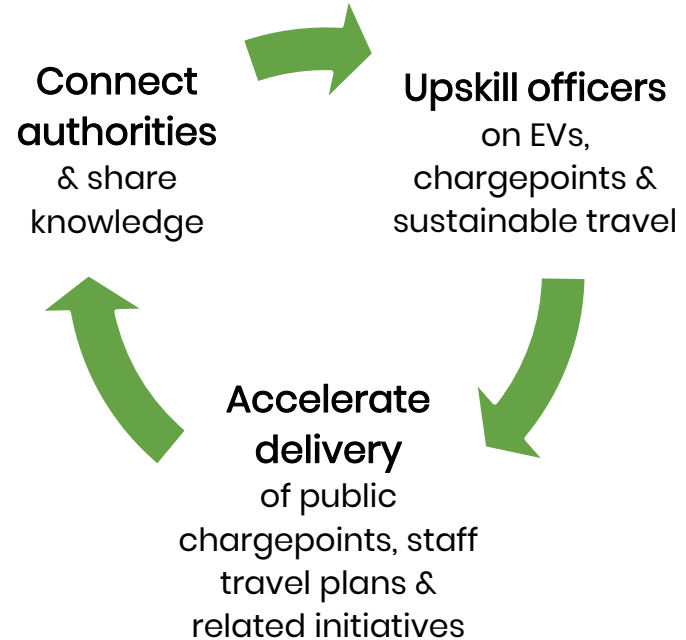 Connect
authorities
& share
knowledge
Upskill officers
on EVs,
chargepoints &
sustainable travel
Accelerate
delivery
of public
chargepoints, staff
travel plans &
related initiatives